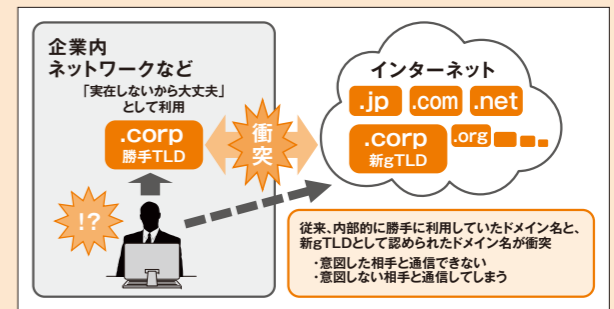 企業内
ネットワークなど
「実在しないから大丈夫」
として利用
.corp
勝手TLD
衝突
!?
インターネット
.jp .com .net
.corp
新gTLD
.org
従来、内部的に勝手に利用していたドメイン名と、
新gTLDとして認められたドメイン名が衝突
・意図した相手と通信できない
・意図しない相手と通信してしまう